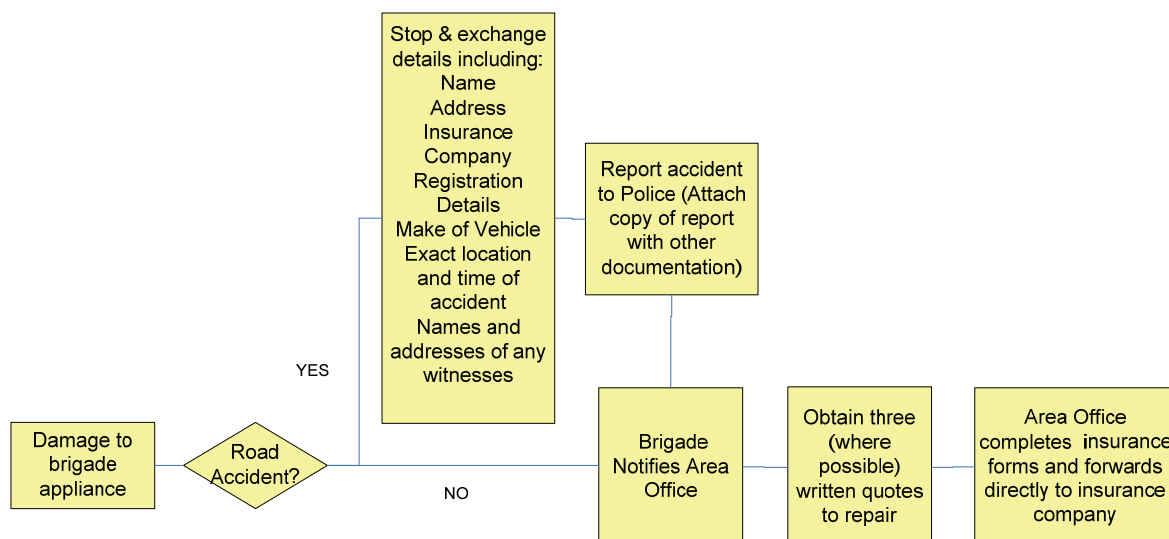 Damage to
brigade
appliance
Road
Accident?
YES
NO
Stop & exchange
details including:
Name
Address
Insurance
Company
Registration
Details
Make of Vehicle
Exact location
and time of
accident
Names and
addresses of any
witnesses
Report accident
to Police (Attach
copy of report
with other
documentation)
Brigade
Notifies Area
Office
Obtain three
(where
possible)
written quotes
to repair
Area Office
completes insurance
forms and forwards
directly to insurance
company